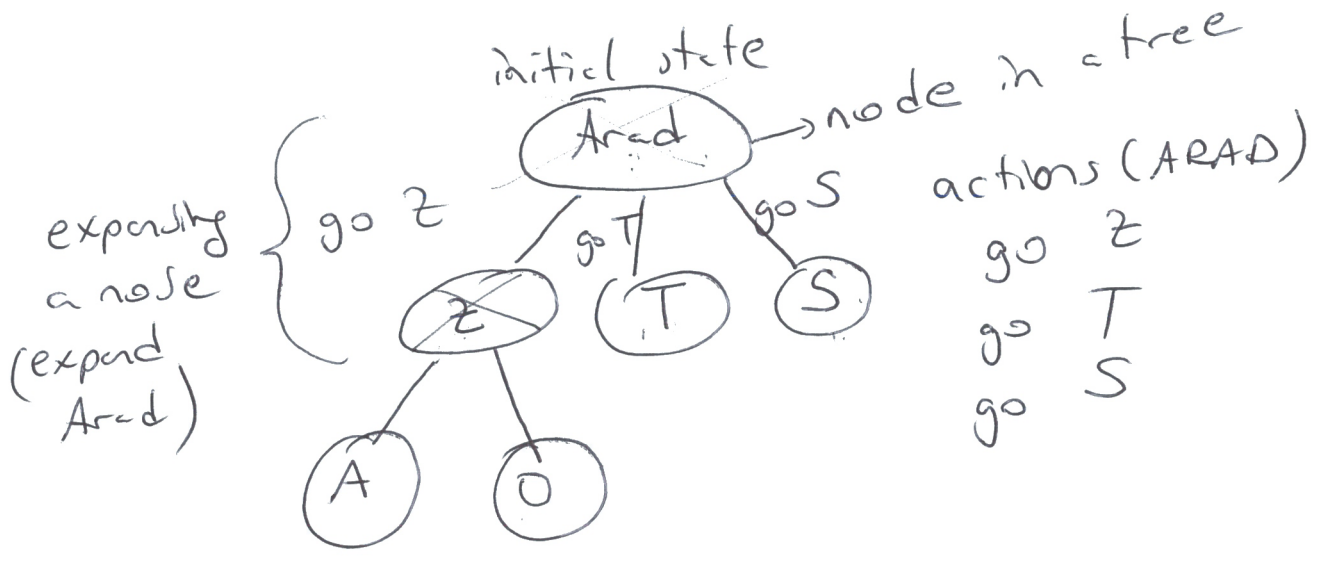 initial state
Arad
node in a tree
actions (ARAD)
go Z
go T
go S
expanding
a node
(expand
Arad)
go Z
go T
go S
Z
T
S
A
O